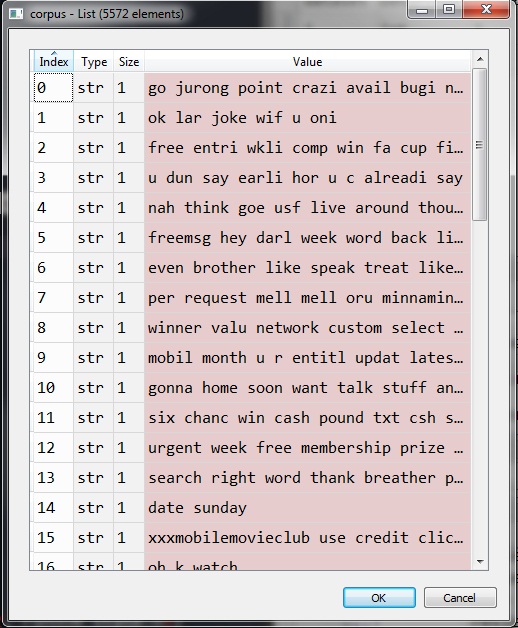 corpus - List (5572 elements)
Index Type Size Value
0 str 1 go jurong point crazi avail bugi n...
1 str 1 ok lar joke wif u oni
2 str 1 free entri wkli comp win fa cup fi...
3 str 1 u dun say earli hor u c alreadi say
4 str 1 nah think goe usf live around thou...
5 str 1 freemsg hey darl week word back li...
6 str 1 even brother like speak treat like...
7 str 1 per request mell mell oru minnamin...
8 str 1 winner valu network custom select ...
9 str 1 mobil month u r entitl updat lates...
10 str 1 gonna home soon want talk stuff an...
11 str 1 six chanc win cash pound txt csh s...
12 str 1 urgent week free membership prize ...
13 str 1 search right word thank breather p...
14 str 1 date sunday
15 str 1 xxxmobilemovieclub use credit clic...
16 str 1 oh k watch
OK Cancel